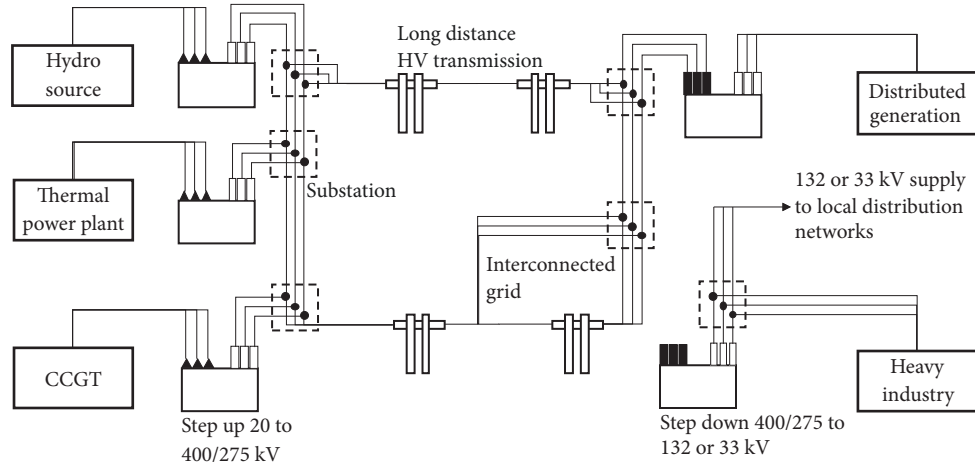 Hydro
source
Long distance
HV transmission
Distributed
generation
Thermal
power plant
Substation
132 or 33 kV supply
to local distribution
networks
Interconnected
grid
CCGT
Step up 20 to
400/275 kV
Step down 400/275 to
132 or 33 kV
Heavy
industry